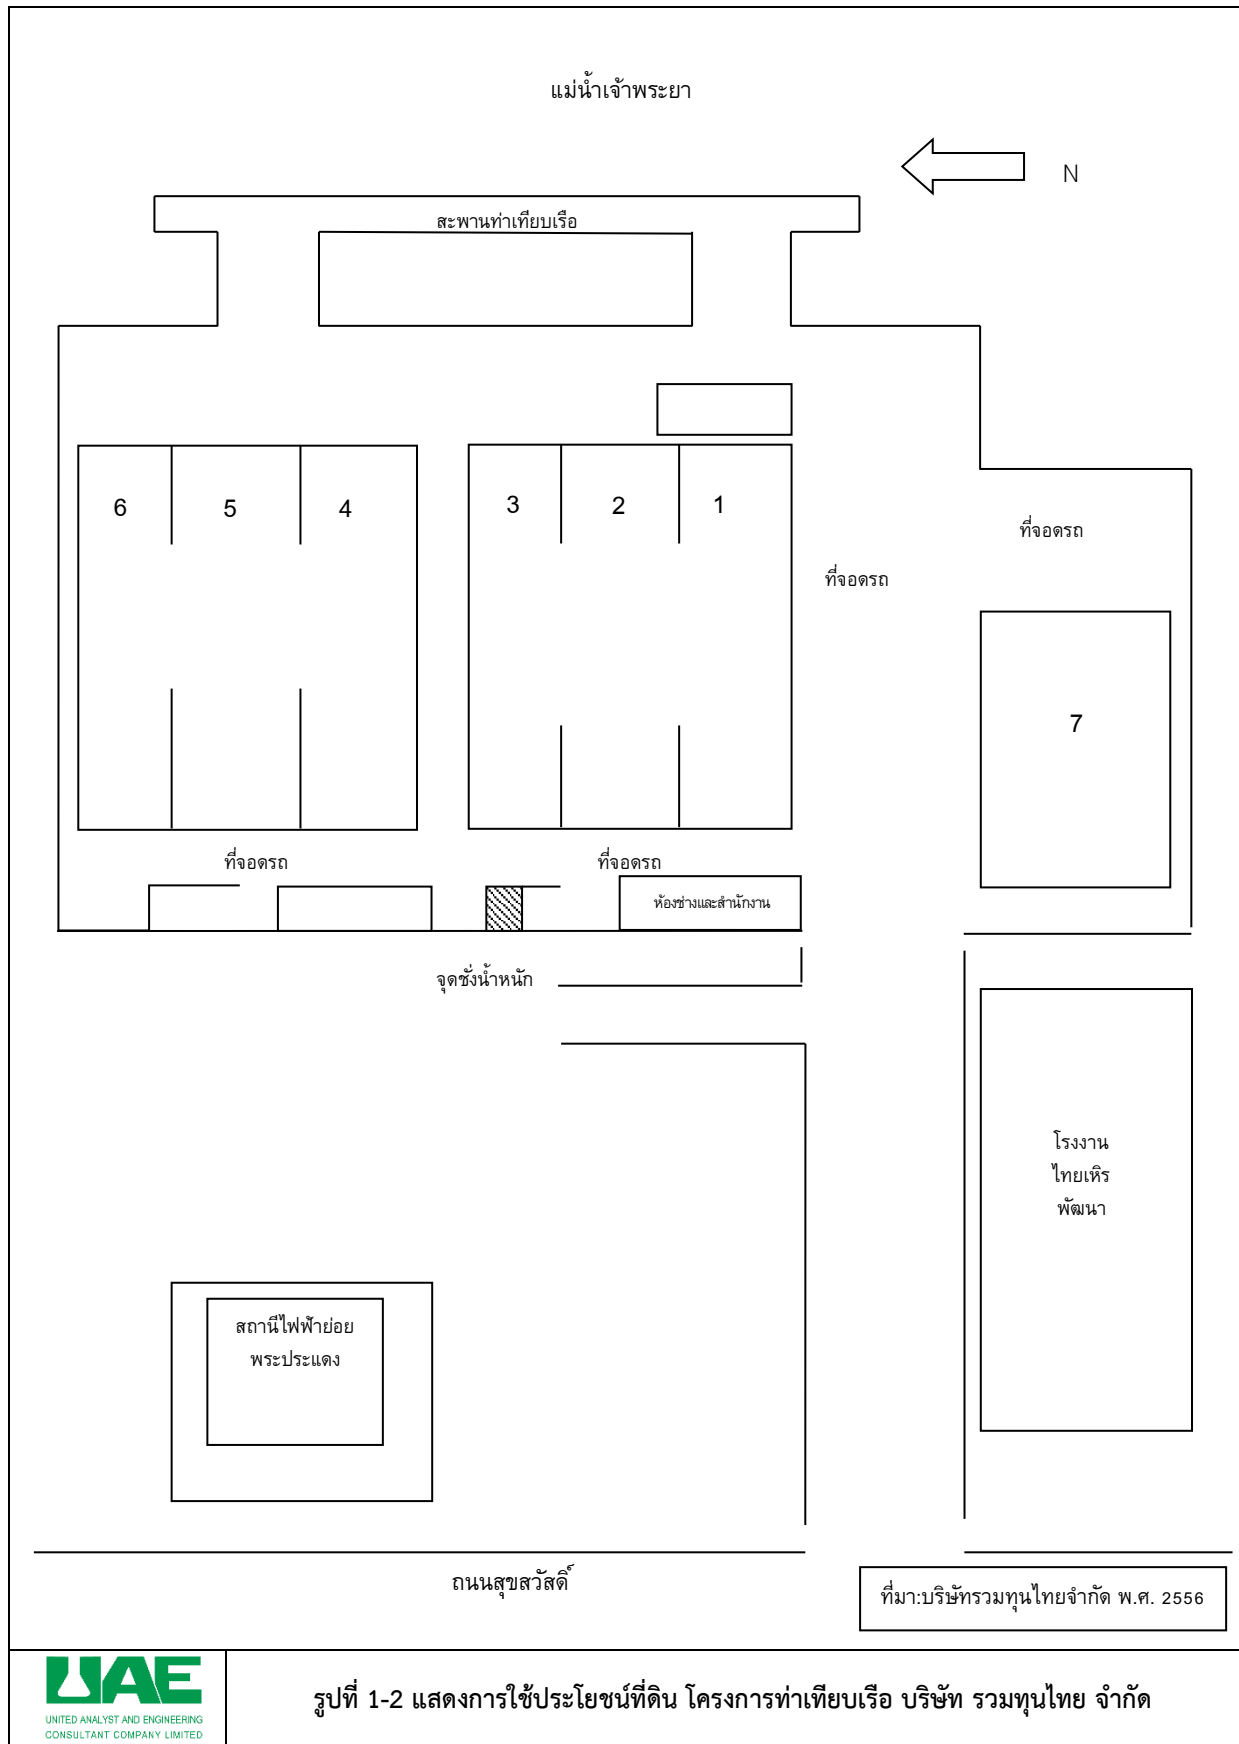 แม่น้ำเจ้าพระยา
N
สะพานท่าเทียบเรือ
6
5
4
3
2
1
ที่จอดรถ
ที่จอดรถ
7
ที่จอดรถ
ที่จอดรถ
ห้องช่างและสำนักงาน
จุดชั่งน้ำหนัก
โรงงาน
ไทยเหิร
พัฒนา
สถานีไฟฟ้าย่อย
พระประแดง
ถนนสุขสวัสดิ์
ที่มา:บริษัทรวมทุนไทยจำกัด พ.ศ. 2556
UAE
UNITED ANALYST AND ENGINEERING
CONSULTANT COMPANY LIMITED
รูปที่ 1-2 แสดงการใช้ประโยชน์ที่ดิน โครงการท่าเทียบเรือ บริษัท รวมทุนไทย จำกัด